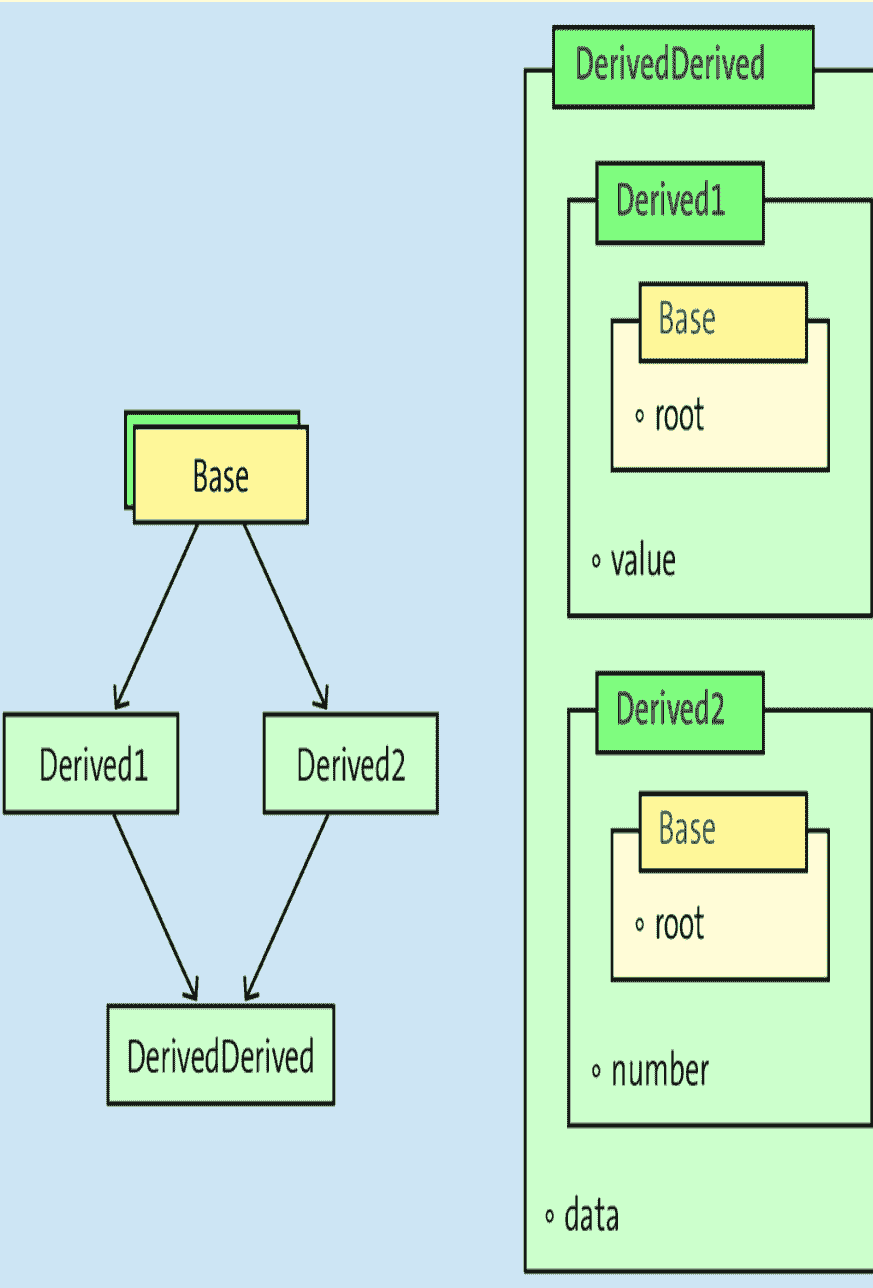 Base
Derived1
Derived2
DerivedDerived
DerivedDerived
Derived1
Base
root
value
Derived2
Base
root
number
data